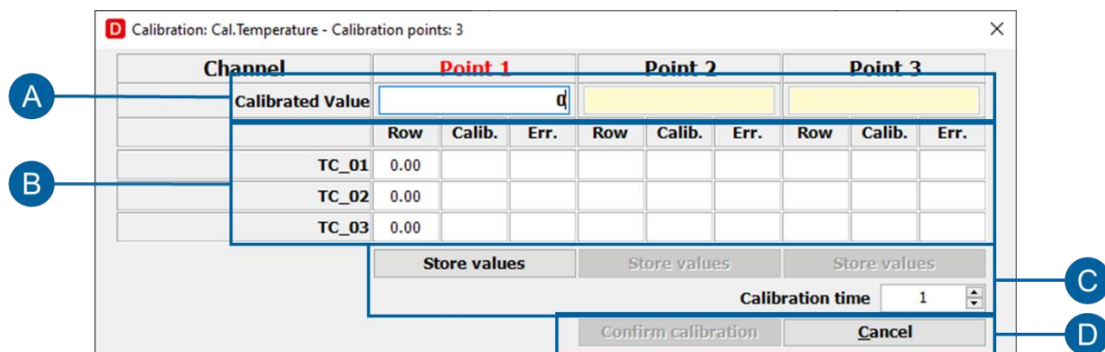 D Calibration: Cal.Temperature - Calibration points: 3
Channel Point 1 Point 2 Point 3
A Calibrated Value 0
Row Calib. Err. Row Calib. Err. Row Calib. Err.
TC_01 0.00
B TC_02 0.00
TC_03 0.00
Store values Store values Store values
C
Calibration time 1
Confirm calibration Cancel D